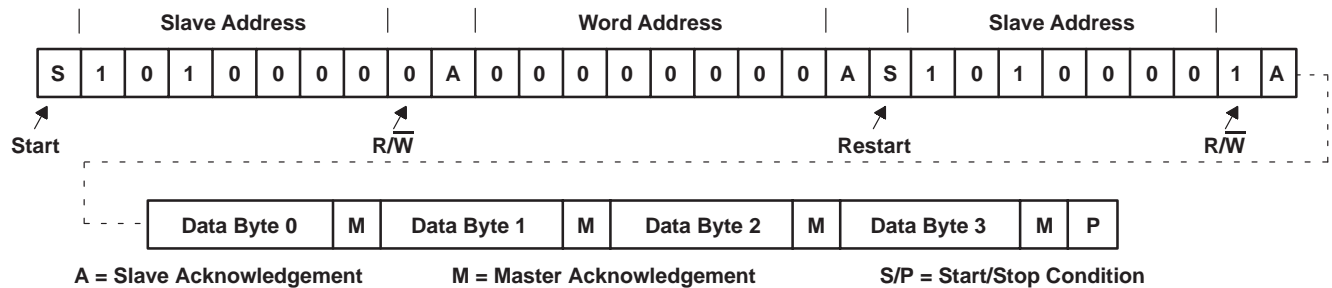 Slave Address Word Address Slave Address
S 1 0 1 0 0 0 0 0 A 0 0 0 0 0 0 0 0 A S 1 0 1 0 0 0 0 1 A
Start R/W Restart R/W
Data Byte 0 M Data Byte 1 M Data Byte 2 M Data Byte 3 M P
A = Slave Acknowledgement M = Master Acknowledgement S/P = Start/Stop Condition